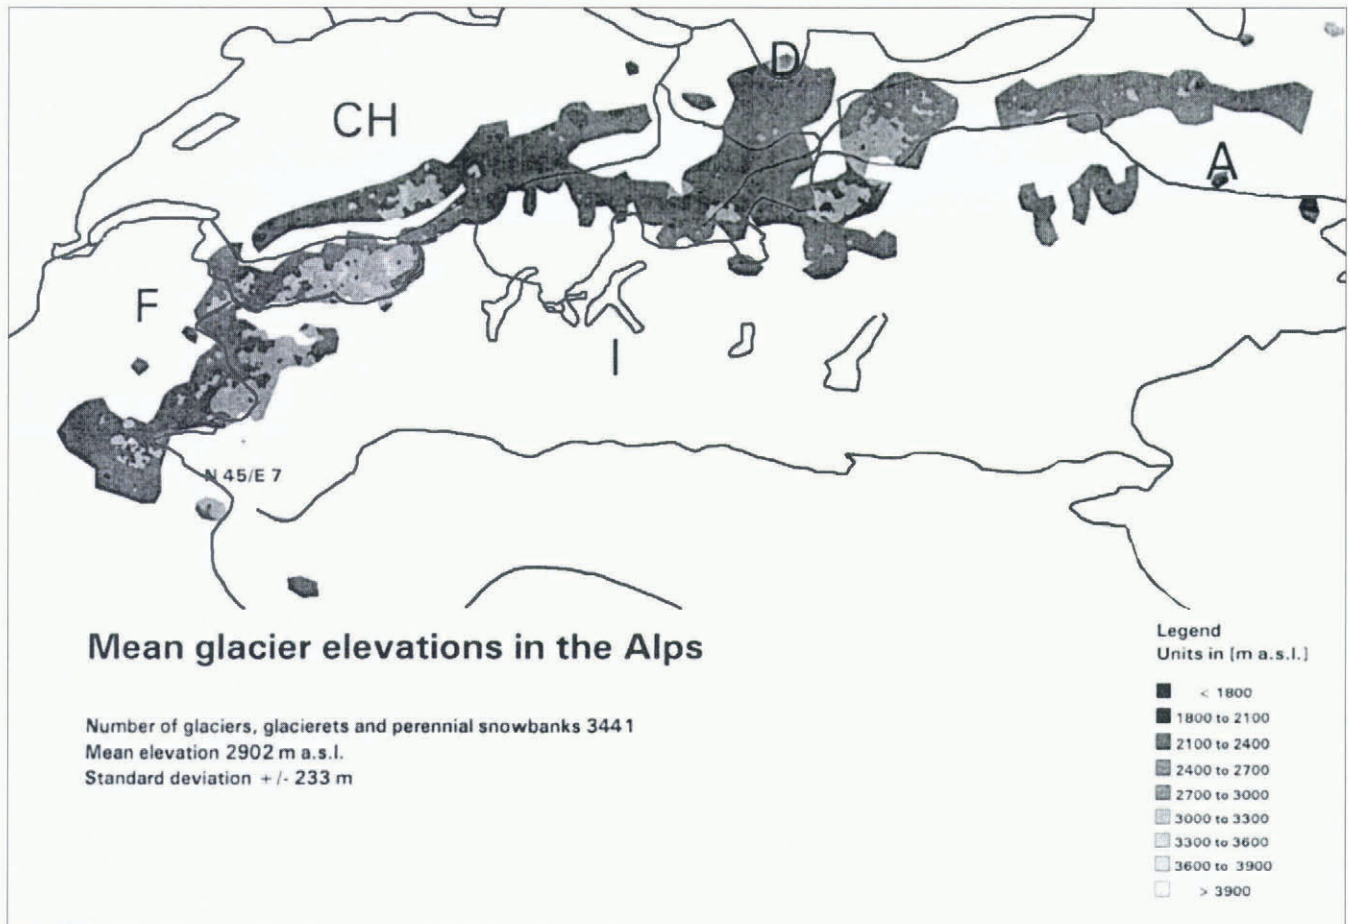 D
CH
A
F
I
N 45/E 7
Mean glacier elevations in the Alps
Number of glaciers, glacierets and perennial snowbanks 3441
Mean elevation 2902 m a.s.l.
Standard deviation +/- 233 m
Legend
Units in [m a.s.l.]
< 1800
1800 to 2100
2100 to 2400
2400 to 2700
2700 to 3000
3000 to 3300
3300 to 3600
3600 to 3900
> 3900